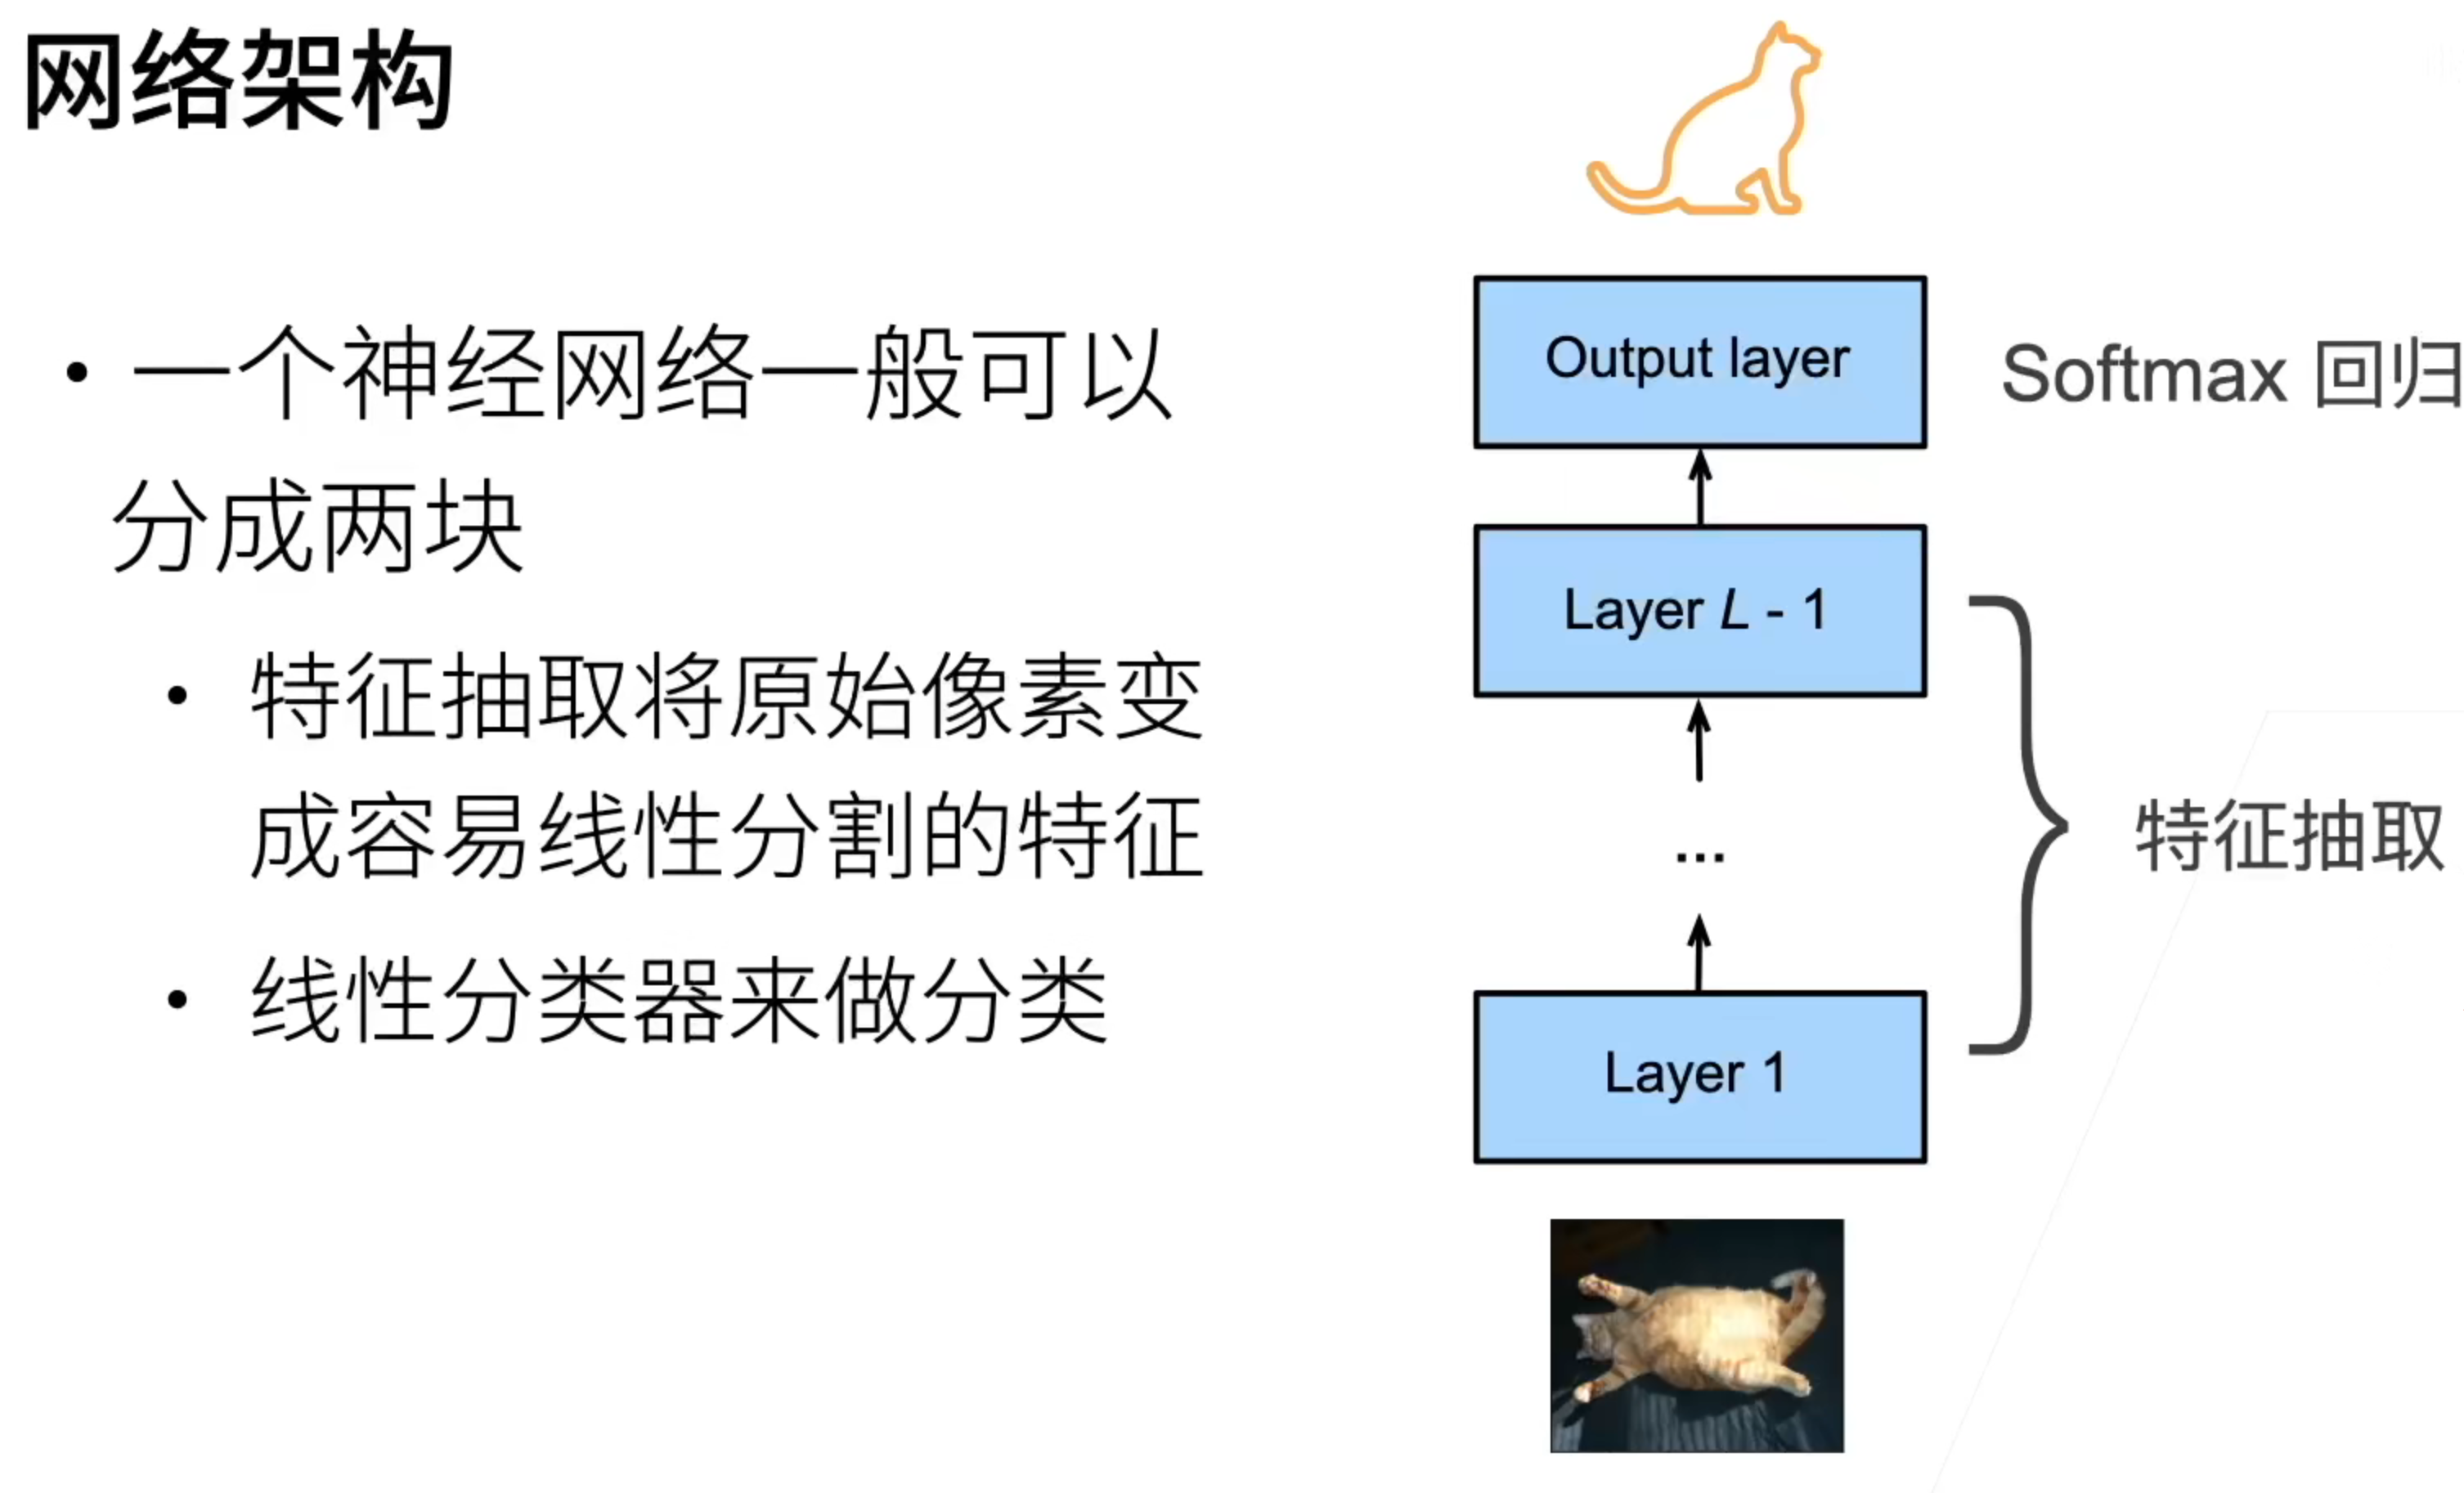 网络架构
• 一个神经网络一般可以
分成两块
• 特征抽取将原始像素变
成容易线性分割的特征
• 线性分类器来做分类
Output layer
Softmax 回归
Layer L - 1
...
特征抽取
Layer 1